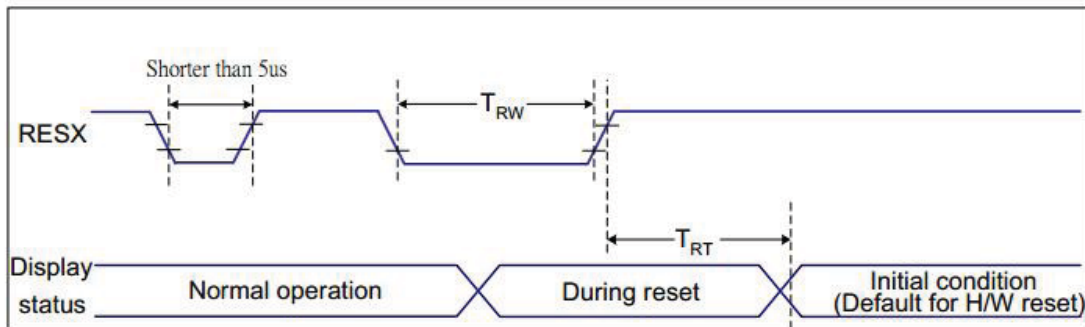 Shorter than 5us
RESX
TRW
TRT
Display
status
Normal operation
During reset
Initial condition
(Default for H/W reset)